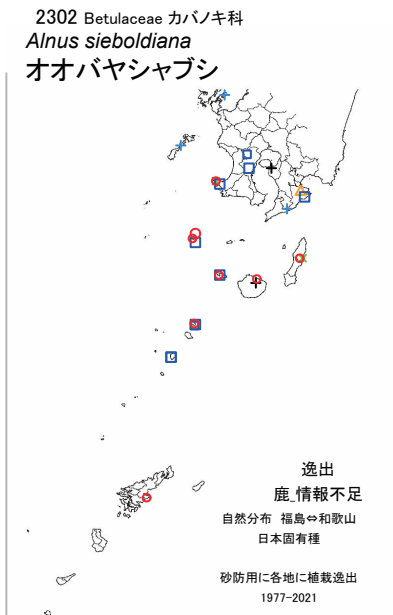 2302 Betulaceae カバノキ科
Alnus sieboldiana
オオバヤシャブシ
逸出
鹿_情報不足
自然分布 福島⇔和歌山
日本固有種
砂防用に各地に植栽逸出
1977-2021